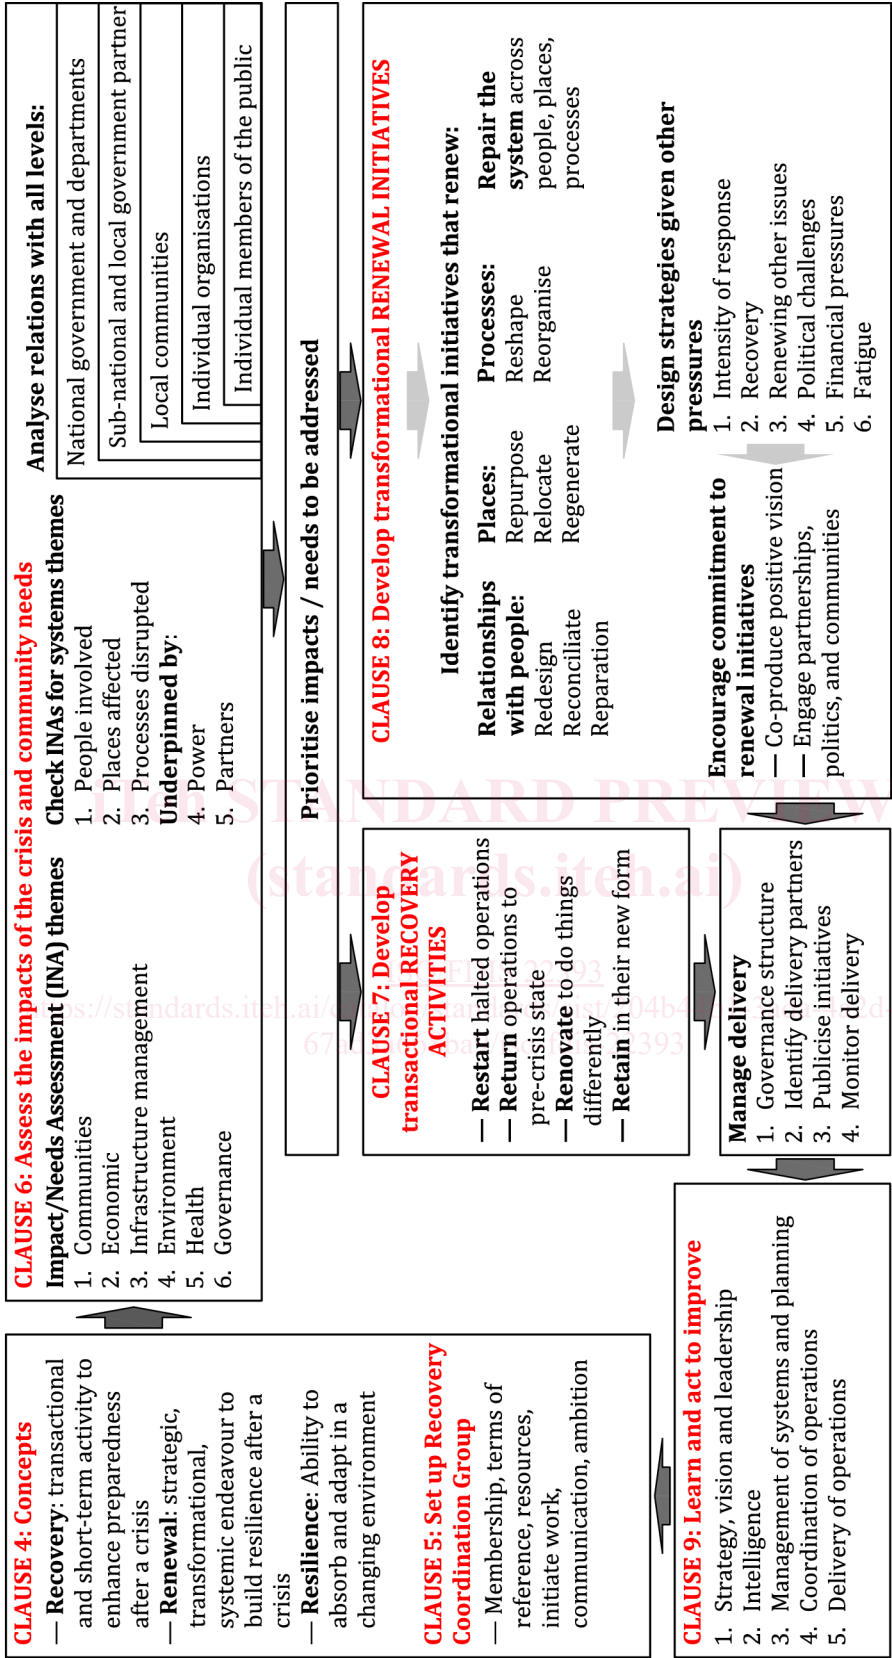 CLAUSE 4: Concepts
— Recovery: transactional
and short-term activity to
enhance preparedness
after a crisis
— Renewal: strategic,
transformational,
systemic endeavour to
build resilience after a
crisis
— Resilience: Ability to
absorb and adapt in a
changing environment
CLAUSE 5: Set up Recovery
Coordination Group
— Membership, terms of
reference, resources,
initiate work,
communication, ambition
CLAUSE 6: Assess the impacts of the crisis and community needs
Impact/Needs Assessment (INA) themes
1. Communities
2. Economic
3. Infrastructure management
4. Environment
5. Health
6. Governance
Check INAs for systems themes
1. People involved
2. Places affected
3. Processes disrupted
Underpinned by:
4. Power
5. Partners
Analyse relations with all levels:
National government and departments
Sub-national and local government partner
Local communities
Individual organisations
Individual members of the public
Prioritise impacts / needs to be addressed
CLAUSE 7: Develop
transactional RECOVERY
ACTIVITIES
— Restart halted operations
— Return operations to
pre-crisis state
— Renovate to do things
differently
— Retain in their new form
CLAUSE 8: Develop transformational RENEWAL INITIATIVES
Identify transformational initiatives that renew:
Relationships
with people:
Redesign
Reconciliate
Reparation
Places:
Repurpose
Relocate
Regenerate
Processes:
Reshape
Reorganise
Repair the
system across
people, places,
processes
Design strategies given other
pressures
1. Intensity of response
2. Recovery
3. Renewing other issues
4. Political challenges
5. Financial pressures
6. Fatigue
Encourage commitment to
renewal initiatives
— Co-produce positive vision
— Engage partnerships,
politics, and communities
Manage delivery
1. Governance structure
2. Identify delivery partners
3. Publicise initiatives
4. Monitor delivery
CLAUSE 9: Learn and act to improve
1. Strategy, vision and leadership
2. Intelligence
3. Management of systems and planning
4. Coordination of operations
5. Delivery of operations
iTeh STANDARD PREVIEW
(standards.iteh.ai)
22393